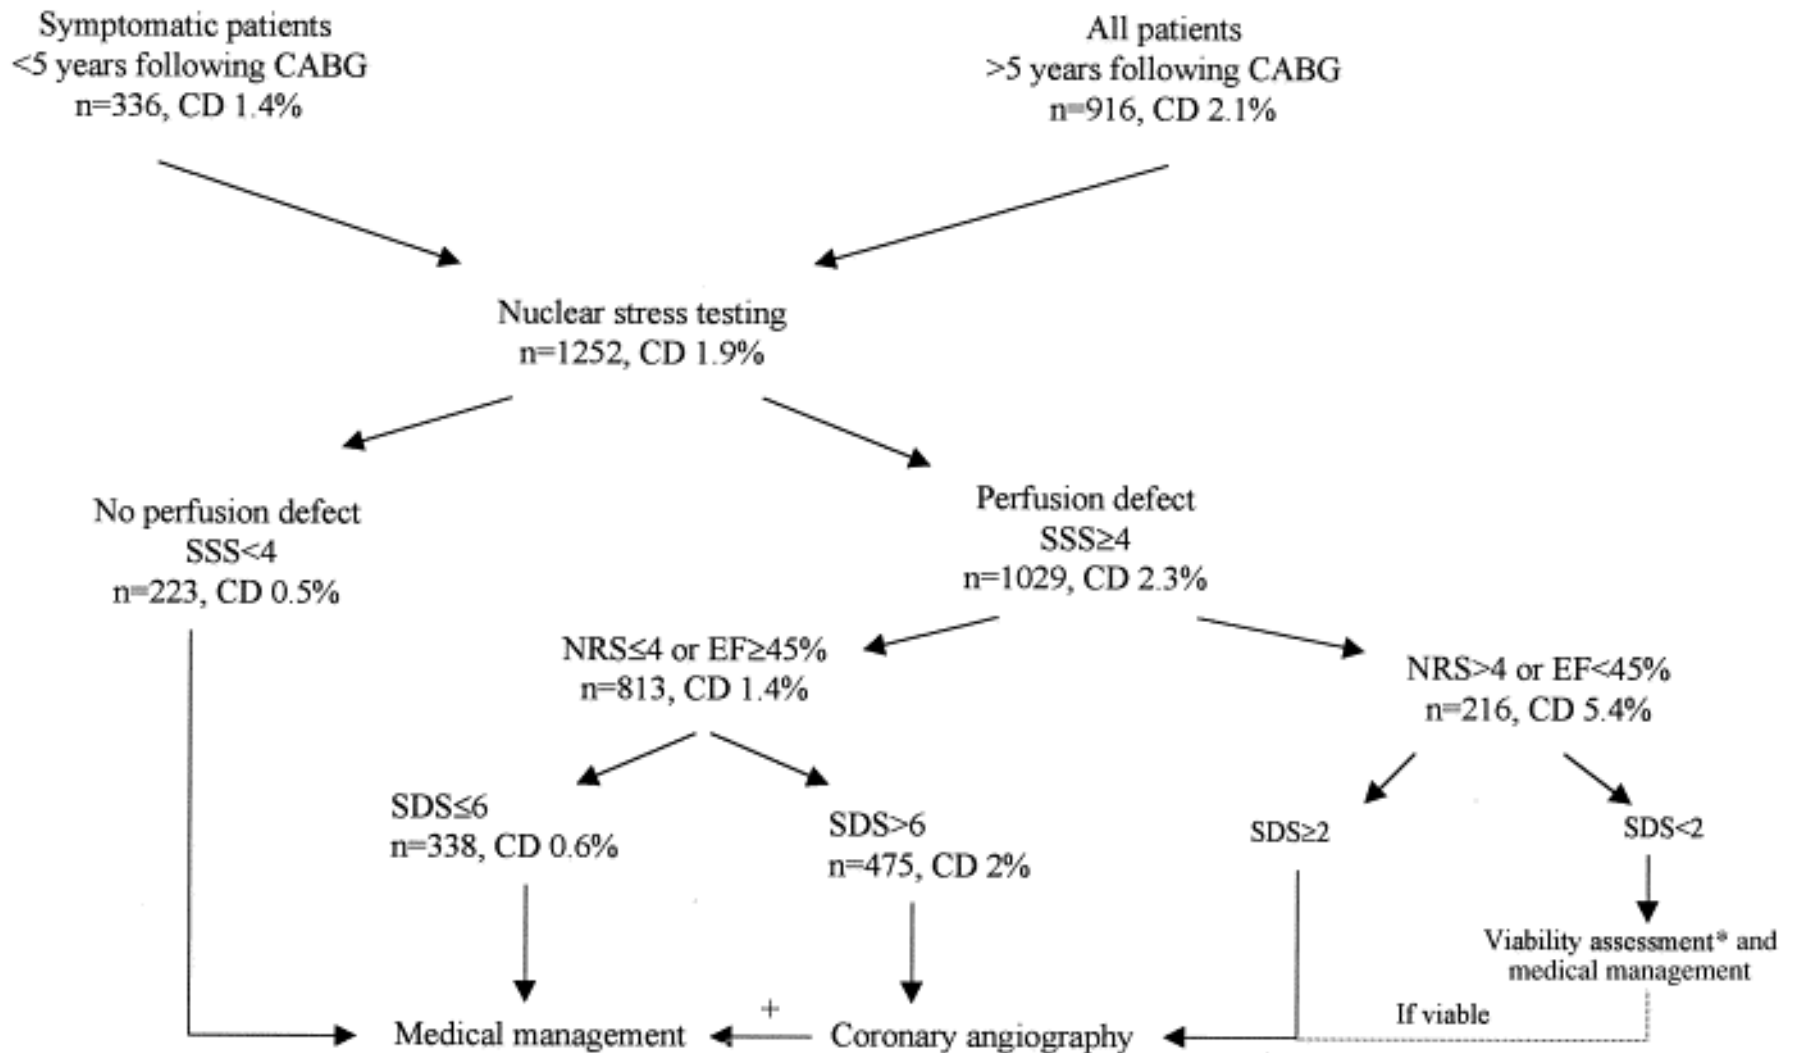 Symptomatic patients
<5 years following CABG
n=336, CD 1.4%
All patients
>5 years following CABG
n=916, CD 2.1%
Nuclear stress testing
n=1252, CD 1.9%
No perfusion defect
SSS<4
n=223, CD 0.5%
Perfusion defect
SSS≥4
n=1029, CD 2.3%
NRS≤4 or EF≥45%
n=813, CD 1.4%
NRS>4 or EF<45%
n=216, CD 5.4%
SDS≤6
n=338, CD 0.6%
SDS>6
n=475, CD 2%
SDS≥2
SDS<2
Viability assessment* and
medical management
If viable
Medical management
+
Coronary angiography